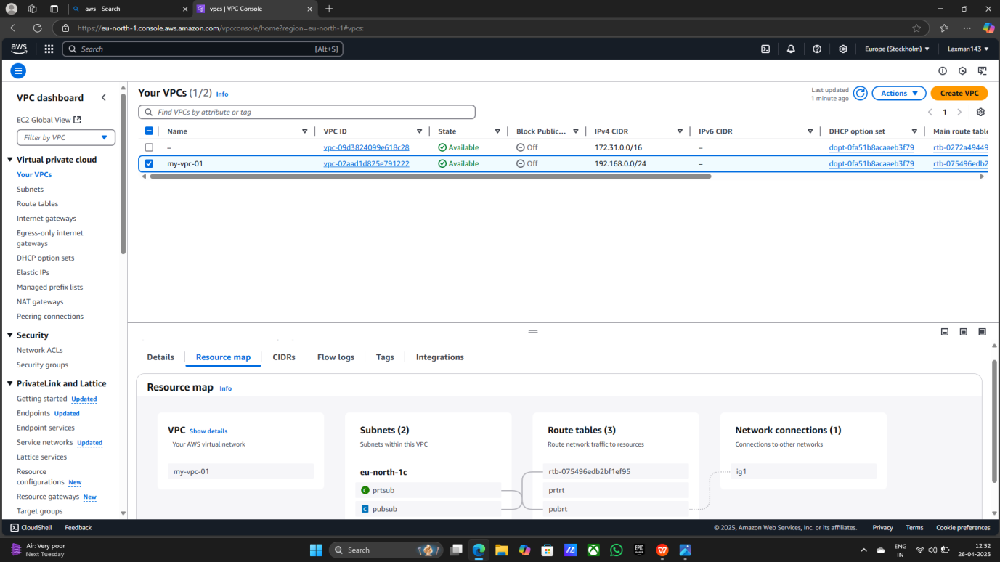 aws - Search
vpcs | VPC Console
https://eu-north-1.console.aws.amazon.com/vpcconsole/home?region=eu-north-1#vpcs:
aws
Search [Alt+S]
Europe (Stockholm)
Laxman143
VPC dashboard
EC2 Global View
Filter by VPC
Virtual private cloud
Your VPCs
Subnets
Route tables
Internet gateways
Egress-only internet
gateways
DHCP option sets
Elastic IPs
Managed prefix lists
NAT gateways
Peering connections
Security
Network ACLs
Security groups
PrivateLink and Lattice
Getting started Updated
Endpoints Updated
Endpoint services
Service networks Updated
Lattice services
Resource
configurations New
Resource gateways New
Target groups
Your VPCs (1/2) Info
Last updated
1 minute ago
Actions
Create VPC
Find VPCs by attribute or tag
1
Name VPC ID State Block Public... IPv4 CIDR IPv6 CIDR DHCP option set Main route table
– vpc-09d3824099e618c28 Available Off 172.31.0.0/16 – dopt-0fa51b8acaaeb3f79 rtb-0272a49449
my-vpc-01 vpc-02aad1d825e791222 Available Off 192.168.0.0/24 – dopt-0fa51b8acaaeb3f79 rtb-075496edb2
Details Resource map CIDRs Flow logs Tags Integrations
Resource map Info
VPC Show details
Your AWS virtual network
my-vpc-01
Subnets (2)
Subnets within this VPC
eu-north-1c
C prtsub
C pubsub
Route tables (3)
Route network traffic to resources
rtb-075496edb2bf1ef95
prtrt
pubrt
Network connections (1)
Connections to other networks
ig1
CloudShell Feedback
© 2025, Amazon Web Services, Inc. or its affiliates. Privacy Terms Cookie preferences
Air: Very poor
Next Tuesday
Search
EPIC
ENG
IN
12:52
26-04-2025